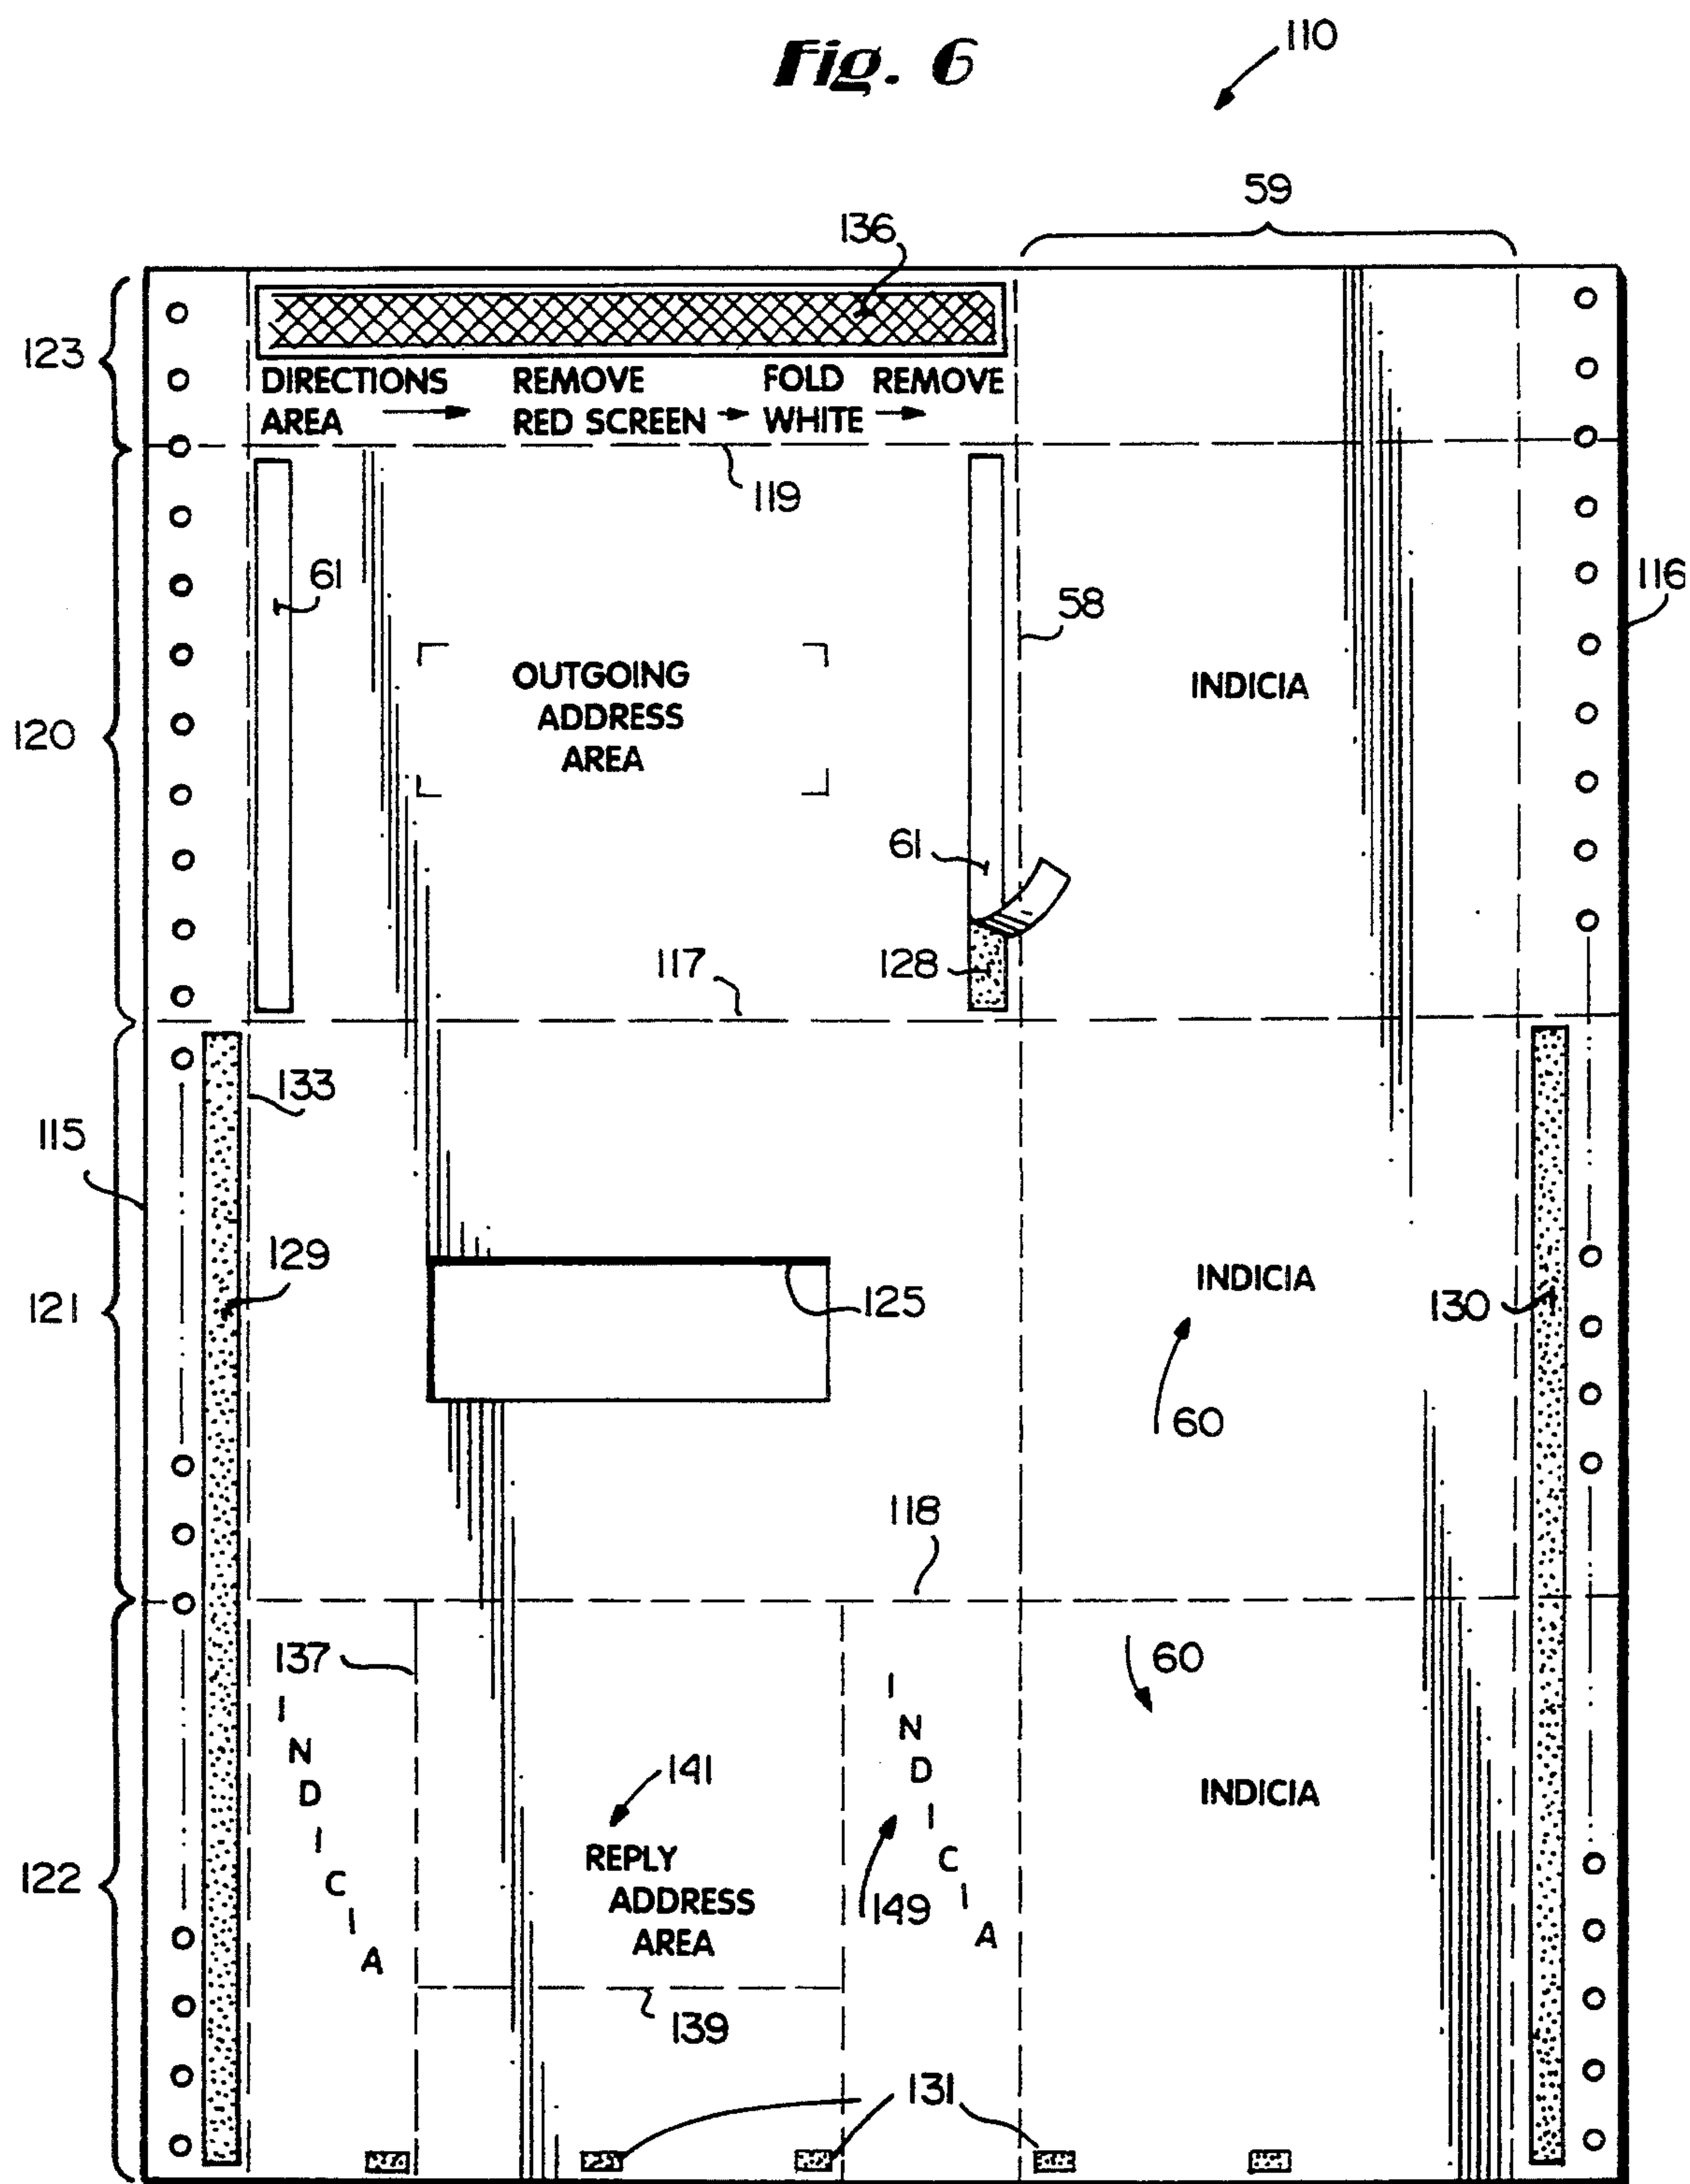 Fig. 6
110
59
136
123
DIRECTIONS AREA
REMOVE RED SCREEN
FOLD WHITE
REMOVE
119
61
58
116
OUTGOING
ADDRESS
AREA
INDICIA
120
61
128
117
133
115
129
121
125
INDICIA
130
60
118
137
60
INDICIA
INDICIA
141
INDICIA
REPLY
ADDRESS
AREA
149
122
139
131